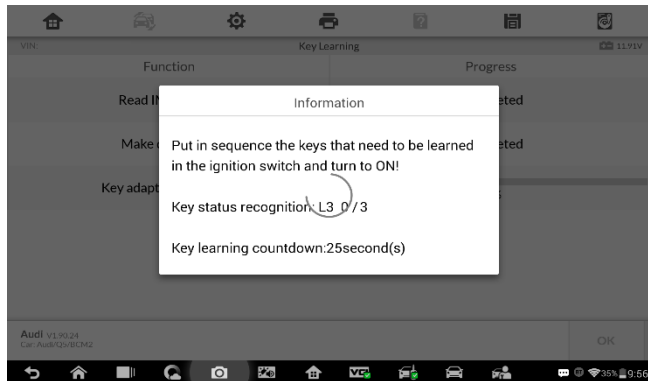 VIN:
Key Learning
11.91V
Function
Progress
Read
Information
eted
Put in sequence the keys that need to be learned
Make
eted
in the ignition switch and turn to ON!
Key adapt
Key status recognition: L3 0/3
Key learning countdown:25second(s)
Audi V1.90.24
Car: Audi/Q5/BCM2
OK
35% 9:56